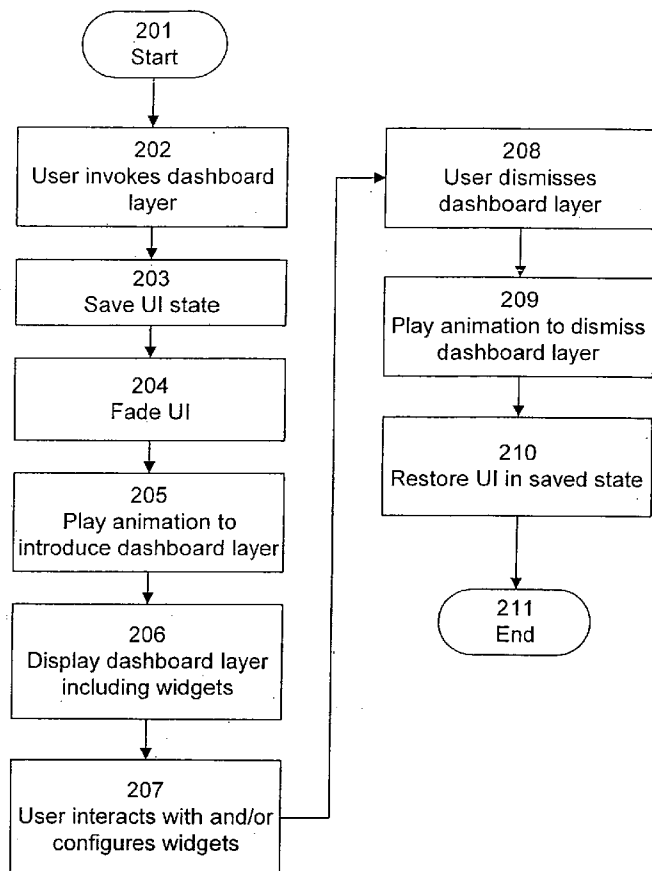 201
Start
202
User invokes dashboard
layer
203
Save UI state
204
Fade UI
205
Play animation to
introduce dashboard layer
206
Display dashboard layer
including widgets
207
User interacts with and/or
configures widgets
208
User dismisses
dashboard layer
209
Play animation to dismiss
dashboard layer
210
Restore UI in saved state
211
End